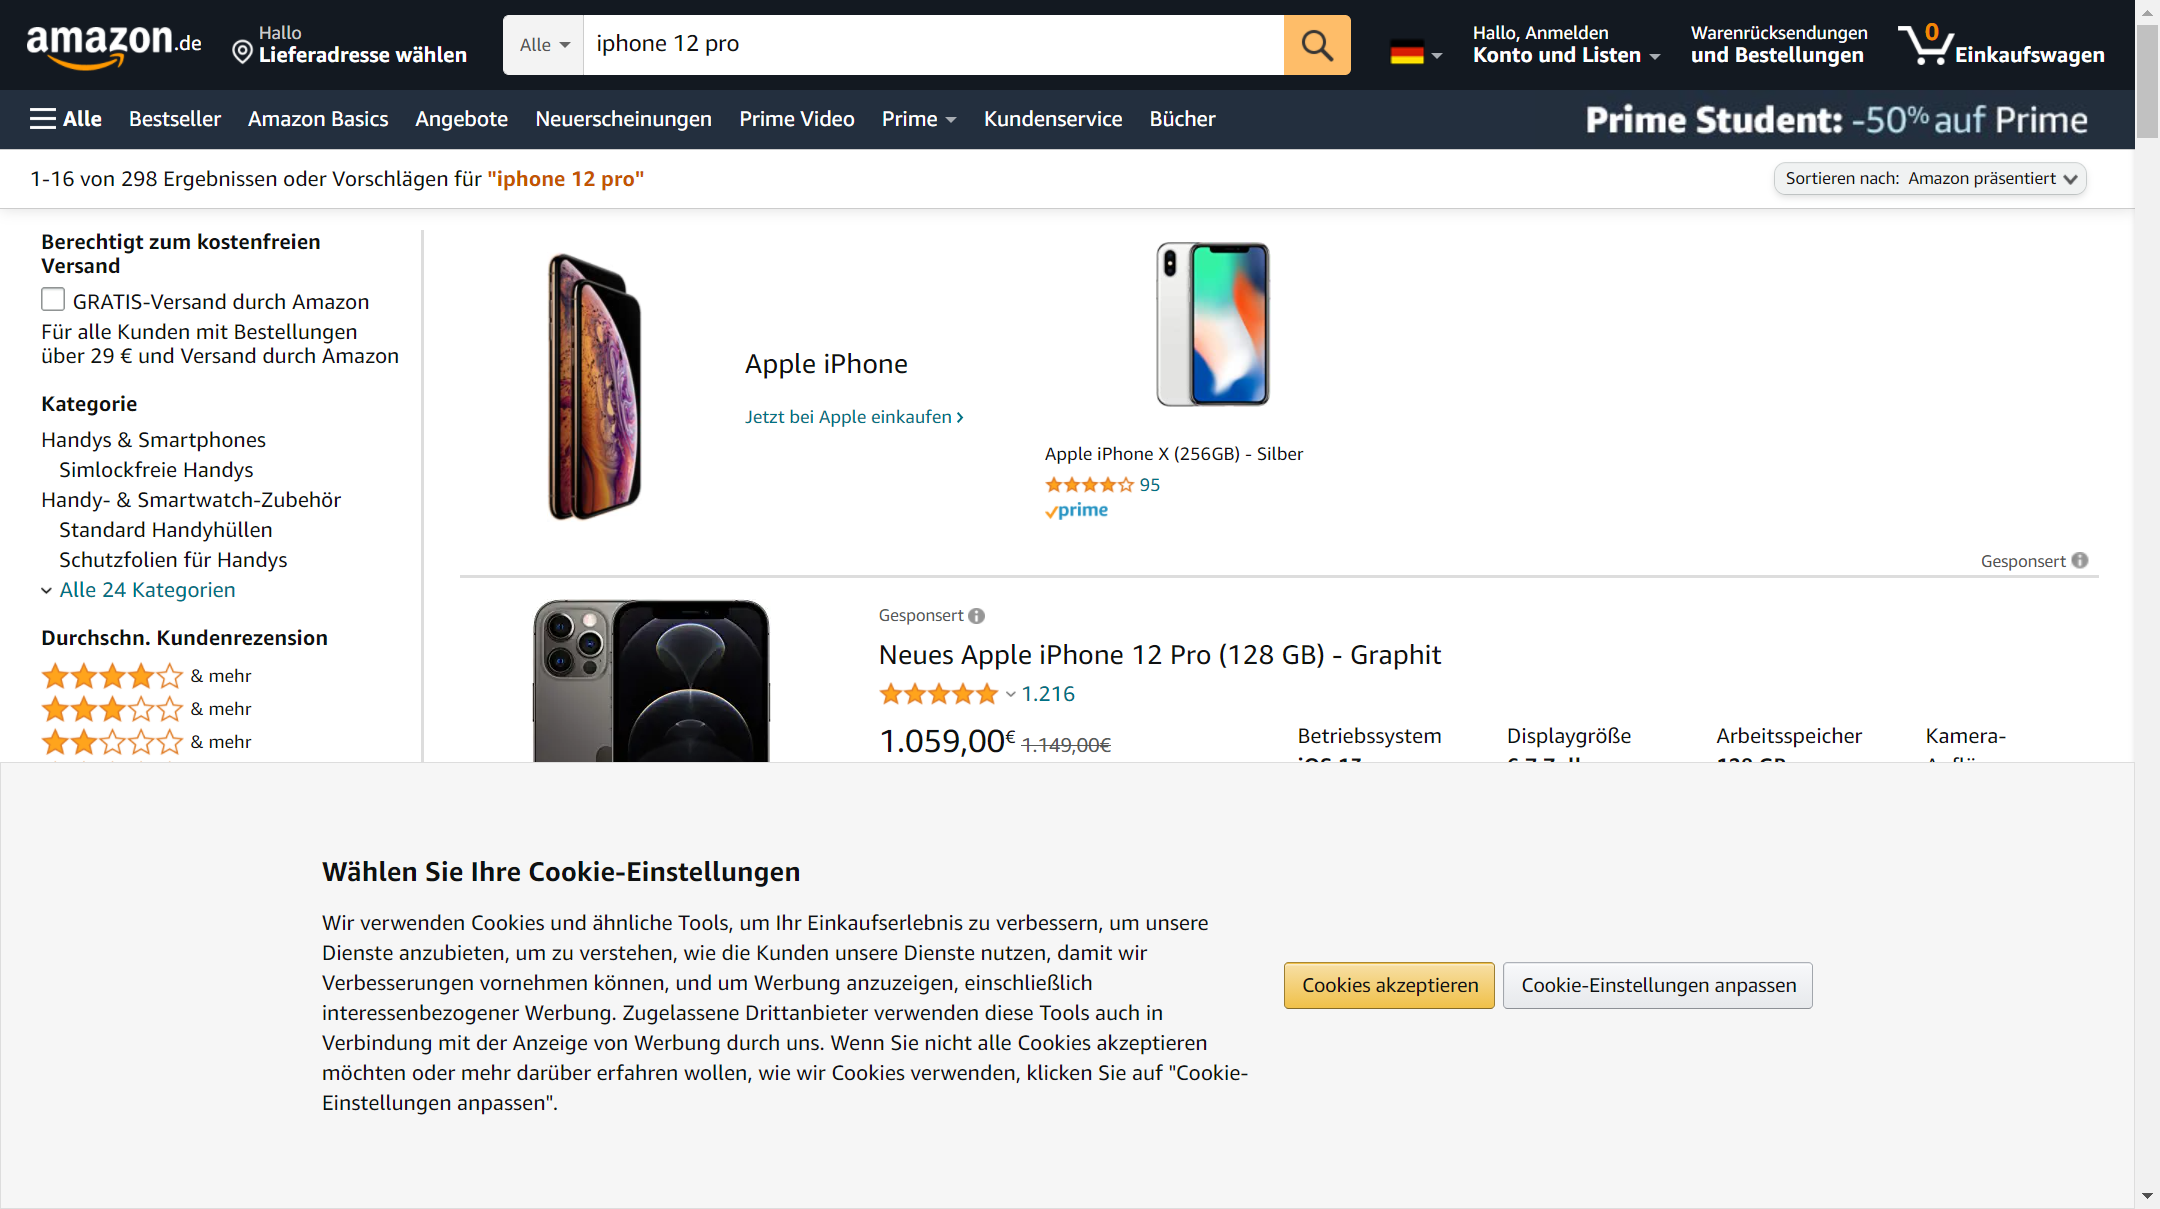 amazon.de
Hallo
Lieferadresse wählen
Alle
iphone 12 pro
Hallo, Anmelden
Konto und Listen
Warenrücksendungen
und Bestellungen
0
Einkaufswagen
Alle
Bestseller
Amazon Basics
Angebote
Neuerscheinungen
Prime Video
Prime
Kundenservice
Bücher
Prime Student: -50% auf Prime
1-16 von 298 Ergebnissen oder Vorschlägen für "iphone 12 pro"
Sortieren nach: Amazon präsentiert
Berechtigt zum kostenfreien
Versand
GRATIS-Versand durch Amazon
Für alle Kunden mit Bestellungen
über 29 € und Versand durch Amazon
Kategorie
Handys & Smartphones
Simlockfreie Handys
Handy- & Smartwatch-Zubehör
Standard Handyhüllen
Schutzfolien für Handys
Alle 24 Kategorien
Durchschn. Kundenrezension
& mehr
& mehr
& mehr
Apple iPhone
Jetzt bei Apple einkaufen
Apple iPhone X (256GB) - Silber
95
prime
Gesponsert
Gesponsert
Neues Apple iPhone 12 Pro (128 GB) - Graphit
1.216
1.059,00€ 1.149,00€
Betriebssystem
Displaygröße
Arbeitsspeicher
Kamera-
Wählen Sie Ihre Cookie-Einstellungen
Wir verwenden Cookies und ähnliche Tools, um Ihr Einkaufserlebnis zu verbessern, um unsere
Dienste anzubieten, um zu verstehen, wie die Kunden unsere Dienste nutzen, damit wir
Verbesserungen vornehmen können, und um Werbung anzuzeigen, einschließlich
interessenbezogener Werbung. Zugelassene Drittanbieter verwenden diese Tools auch in
Verbindung mit der Anzeige von Werbung durch uns. Wenn Sie nicht alle Cookies akzeptieren
möchten oder mehr darüber erfahren wollen, wie wir Cookies verwenden, klicken Sie auf "Cookie-
Einstellungen anpassen".
Cookies akzeptieren
Cookie-Einstellungen anpassen